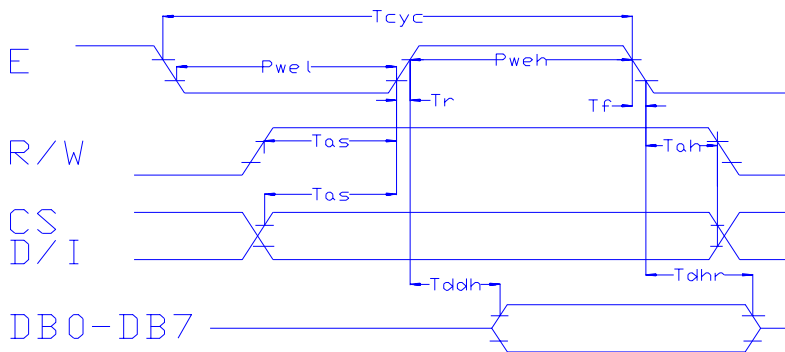 Tcyc
E
Pwel
Pweh
Tr
Tf
R/W
Tas
Tah
Tas
CS
D/I
Tddh
Tdhr
DB0-DB7